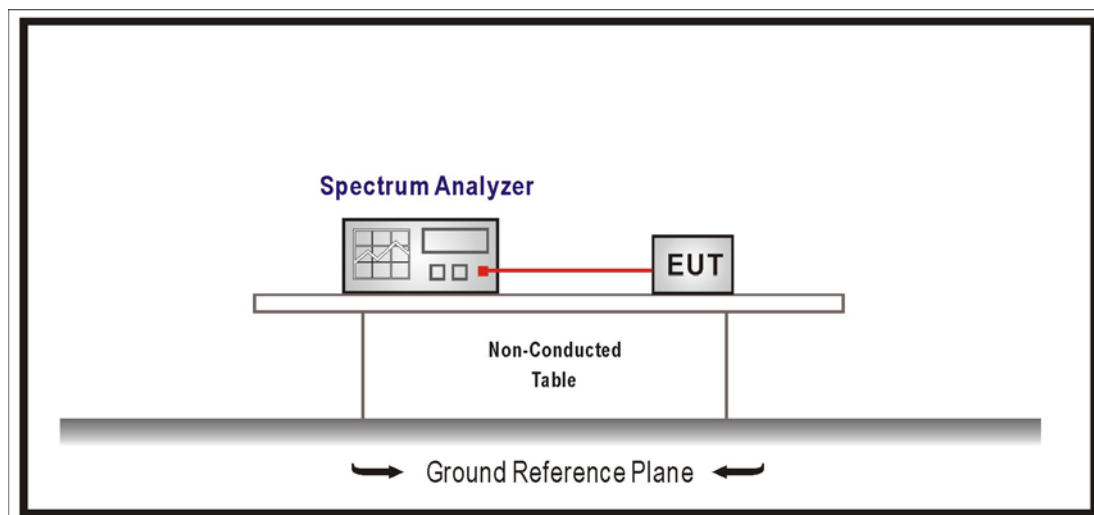 Spectrum Analyzer
EUT
Non-Conducted
Table
Ground Reference Plane